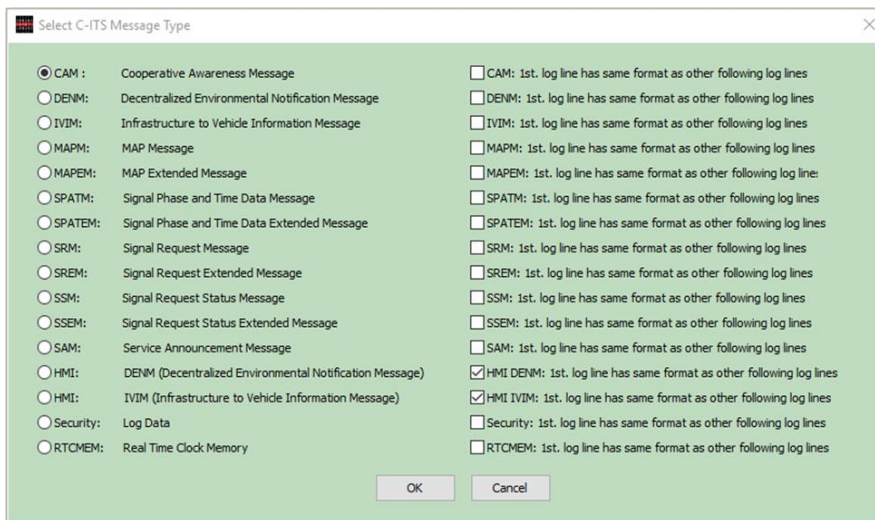 Select C-ITS Message Type
CAM : Cooperative Awareness Message CAM: 1st. log line has same format as other following log lines
DENM: Decentralized Environmental Notification Message DENM: 1st. log line has same format as other following log lines
IVIM: Infrastructure to Vehicle Information Message IVIM: 1st. log line has same format as other following log lines
MAPM: MAP Message MAPM: 1st. log line has same format as other following log lines
MAPEM: MAP Extended Message MAPEM: 1st. log line has same format as other following log line:
SPATM: Signal Phase and Time Data Message SPATM: 1st. log line has same format as other following log lines
SPATEM: Signal Phase and Time Data Extended Message SPATEM: 1st. log line has same format as other following log lines
SRM: Signal Request Message SRM: 1st. log line has same format as other following log lines
SREM: Signal Request Extended Message SREM: 1st. log line has same format as other following log lines
SSM: Signal Request Status Message SSM: 1st. log line has same format as other following log lines
SSEM: Signal Request Status Extended Message SSEM: 1st. log line has same format as other following log lines
SAM: Service Announcement Message SAM: 1st. log line has same format as other following log lines
HMI: DENM (Decentralized Environmental Notification Message) HMI DENM: 1st. log line has same format as other following log lines
HMI: IVIM (Infrastructure to Vehicle Information Message) HMI IVIM: 1st. log line has same format as other following log lines
Security: Log Data Security: 1st. log line has same format as other following log lines
RTCMEM: Real Time Clock Memory RTCMEM: 1st. log line has same format as other following log lines
OK Cancel